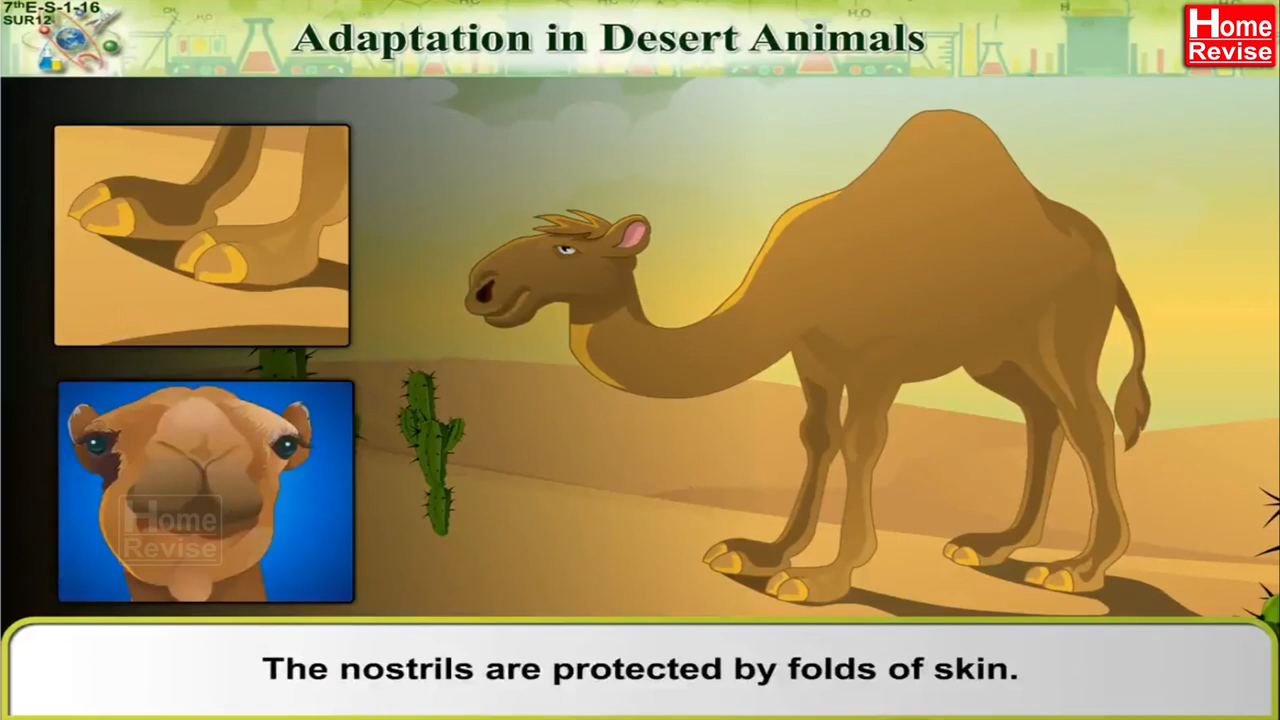 7thE-S-1-16
SUR12
Adaptation in Desert Animals
Home
Revise
Home
Revise
The nostrils are protected by folds of skin.